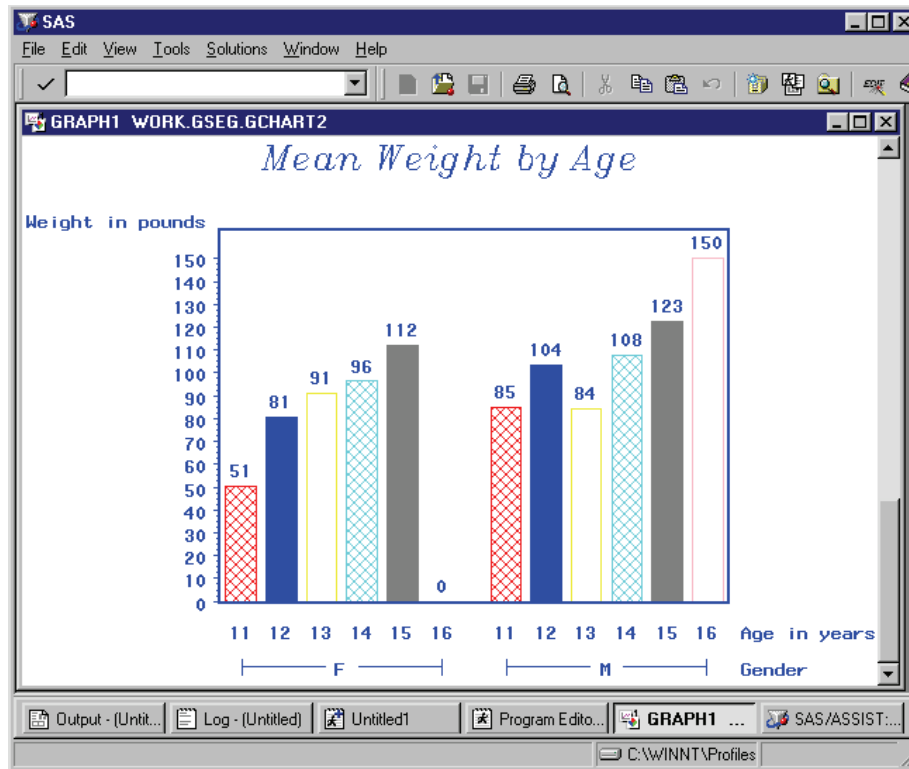 SAS
File Edit View Tools Solutions Window Help
GRAPH1 WORK.GSEG.GCHART2
Mean Weight by Age
Weight in pounds
150
140
130
120
110
100
90
80
70
60
50
40
30
20
10
0
51 81 91 96 112 0 85 104 84 108 123 150
11 12 13 14 15 16 11 12 13 14 15 16 Age in years
F M Gender
Output - (Untit... Log - (Untitled) Untitled1 Program Edito... GRAPH1 ... SAS/ASSIST:...
C:\WINNT\Profiles